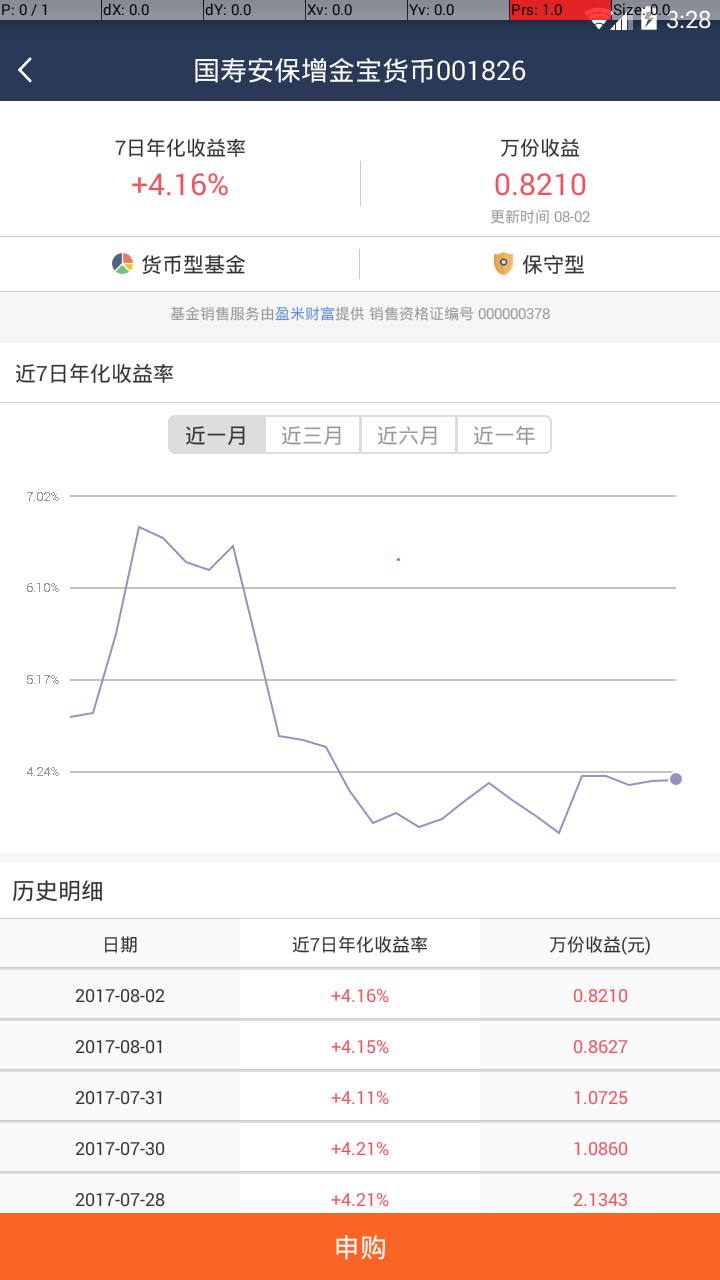 P: 0 / 1 dX: 0.0 dY: 0.0 Xv: 0.0 Yv: 0.0 Prs: 1.0 Size: 0.0
3:28
国寿安保增金宝货币001826
7日年化收益率 万份收益
+4.16% 0.8210
更新时间 08-02
货币型基金 保守型
基金销售服务由盈米财富提供 销售资格证编号 000000378
近7日年化收益率
近一月 近三月 近六月 近一年
7.02%
6.10%
5.17%
4.24%
历史明细
日期 近7日年化收益率 万份收益(元)
2017-08-02 +4.16% 0.8210
2017-08-01 +4.15% 0.8627
2017-07-31 +4.11% 1.0725
2017-07-30 +4.21% 1.0860
2017-07-28 +4.21% 2.1343
申购